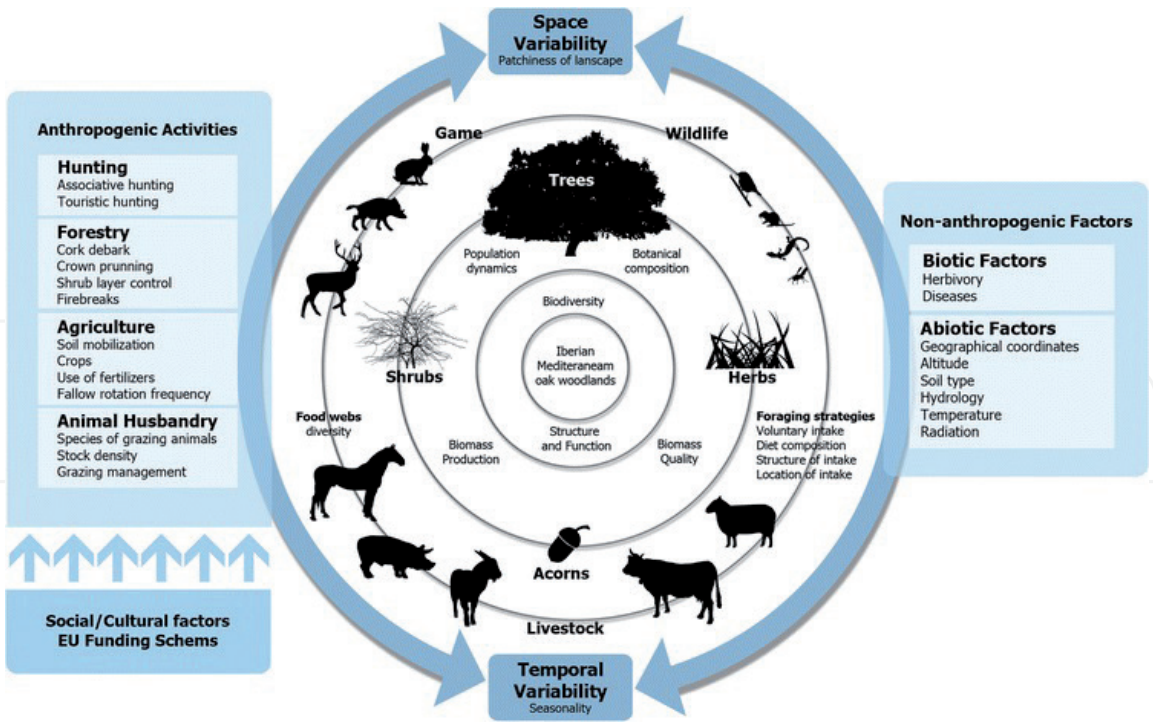 Space
Variability
Patchiness of lanscape
Anthropogenic Activities
Hunting
Associative hunting
Touristic hunting
Forestry
Cork debark
Crown prunning
Shrub layer control
Firebreaks
Agriculture
Soil mobilization
Crops
Use of fertilizers
Fallow rotation frequency
Animal Husbandry
Species of grazing animals
Stock density
Grazing management
Social/Cultural factors
EU Funding Schems
Game
Wildlife
Trees
Population
dynamics
Botanical
composition
Biodiversity
Iberian
Mediteraneam
oak woodlands
Structure
and Function
Shrubs
Herbs
Food webs
diversity
Biomass
Production
Biomass
Quality
Foraging strategies
Voluntary intake
Diet composition
Structure of intake
Location of intake
Acorns
Livestock
Temporal
Variability
Seasonality
Non-anthropogenic Factors
Biotic Factors
Herbivory
Diseases
Abiotic Factors
Geographical coordinates
Altitude
Soil type
Hydrology
Temperature
Radiation